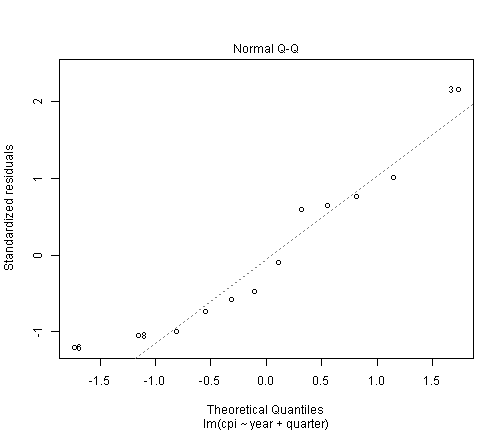 Normal Q-Q
Standardized residuals
2
1
0
-1
3
8
6
-1.5 -1.0 -0.5 0.0 0.5 1.0 1.5
Theoretical Quantiles
lm(cpi ~ year + quarter)